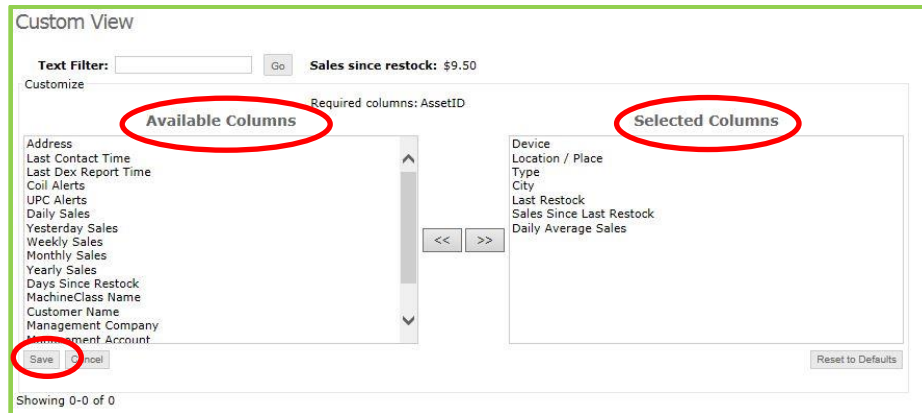 Custom View
Text Filter: Go Sales since restock: $9.50
Customize
Required columns: AssetID
Available Columns
Selected Columns
Address
Last Contact Time
Last Dex Report Time
Coil Alerts
UPC Alerts
Daily Sales
Yesterday Sales
Weekly Sales
Monthly Sales
Yearly Sales
Days Since Restock
MachineClass Name
Customer Name
Management Company
Management Account
<< >>
Device
Location / Place
Type
City
Last Restock
Sales Since Last Restock
Daily Average Sales
Save Cancel
Reset to Defaults
Showing 0-0 of 0